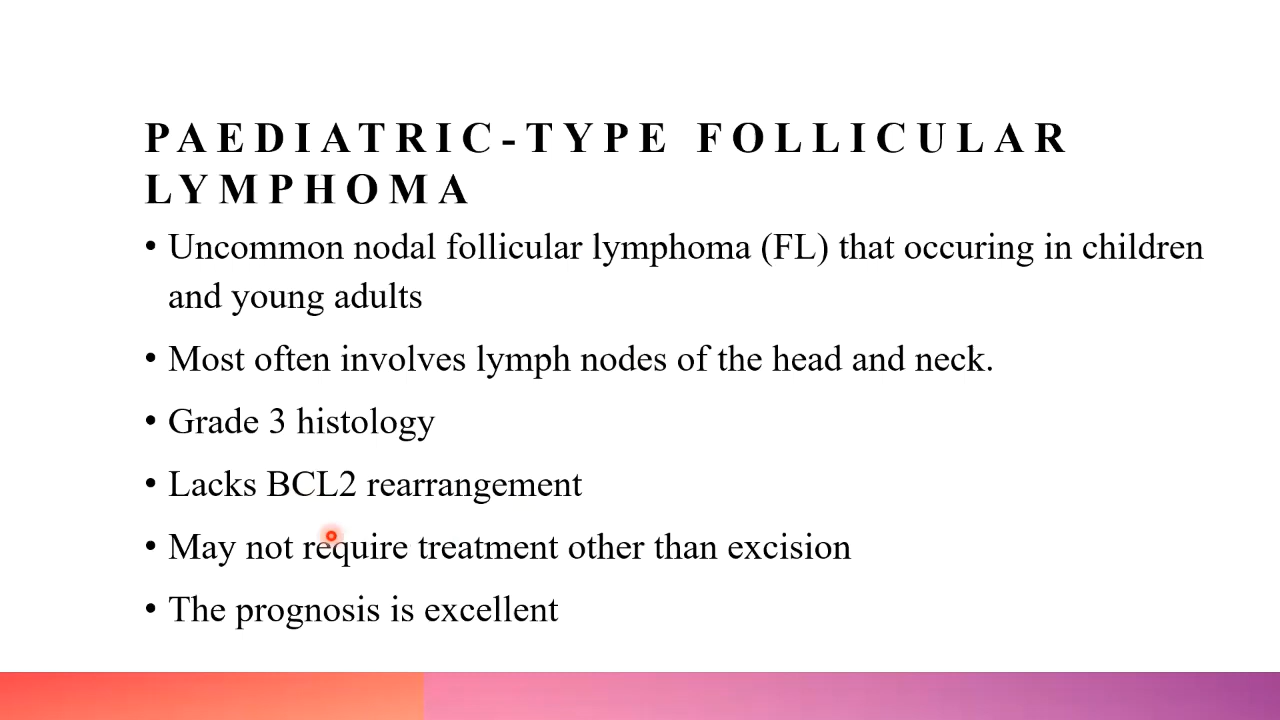 PAEDIATRIC-TYPE FOLLICULAR
LYMPHOMA
• Uncommon nodal follicular lymphoma (FL) that occuring in children
and young adults
• Most often involves lymph nodes of the head and neck.
• Grade 3 histology
• Lacks BCL2 rearrangement
• May not require treatment other than excision
• The prognosis is excellent